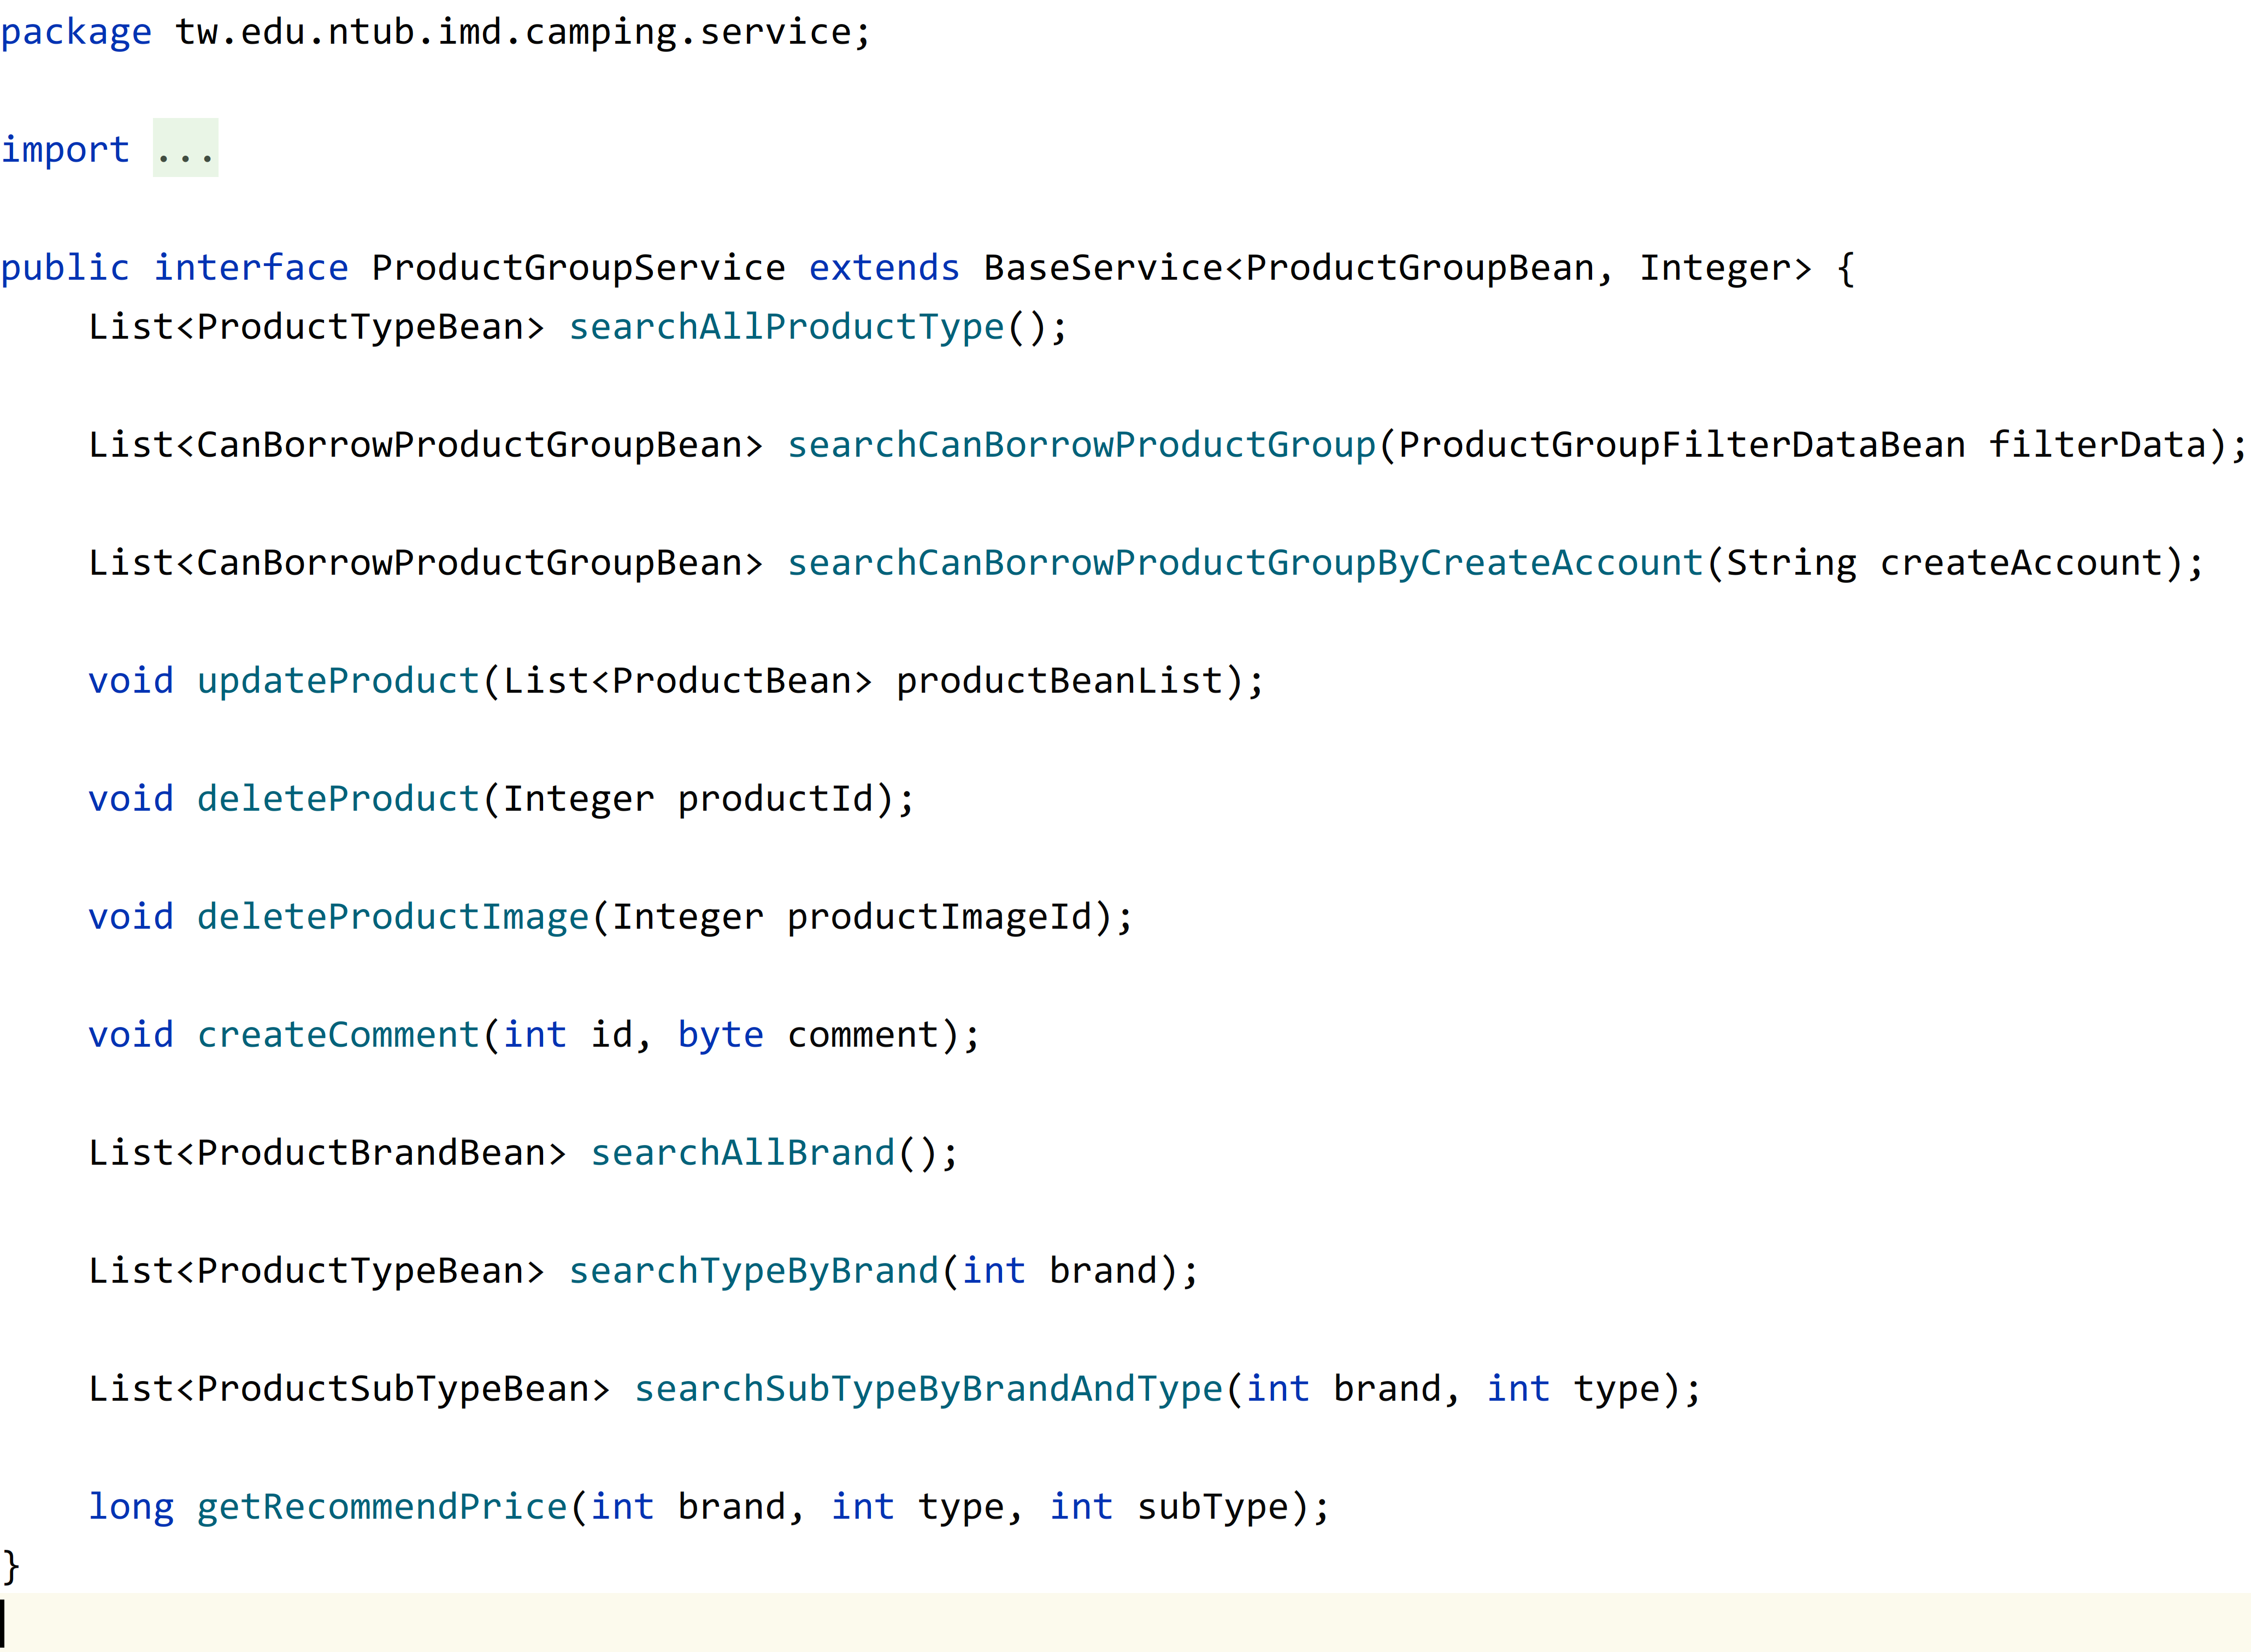 package tw.edu.ntub.imd.camping.service;
import ...
public interface ProductGroupService extends BaseService<ProductGroupBean, Integer> {
List<ProductTypeBean> searchAllProductType();
List<CanBorrowProductGroupBean> searchCanBorrowProductGroup(ProductGroupFilterDataBean filterData);
List<CanBorrowProductGroupBean> searchCanBorrowProductGroupByCreateAccount(String createAccount);
void updateProduct(List<ProductBean> productBeanList);
void deleteProduct(Integer productId);
void deleteProductImage(Integer productImageId);
void createComment(int id, byte comment);
List<ProductBrandBean> searchAllBrand();
List<ProductTypeBean> searchTypeByBrand(int brand);
List<ProductSubTypeBean> searchSubTypeByBrandAndType(int brand, int type);
long getRecommendPrice(int brand, int type, int subType);
}